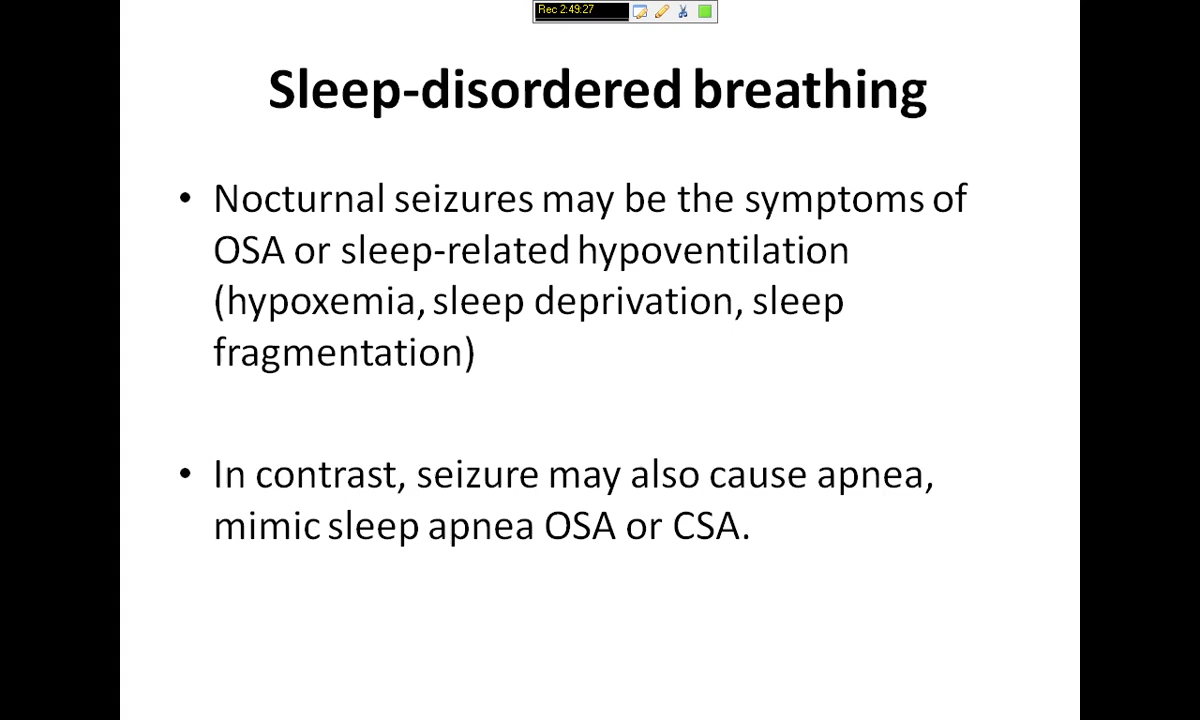 Rec 2:49:27
Sleep-disordered breathing
• Nocturnal seizures may be the symptoms of
OSA or sleep-related hypoventilation
(hypoxemia, sleep deprivation, sleep
fragmentation)
• In contrast, seizure may also cause apnea,
mimic sleep apnea OSA or CSA.